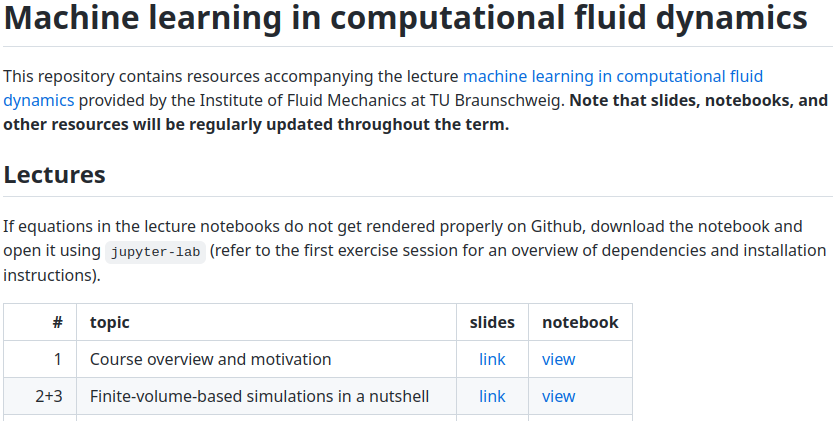 Machine learning in computational fluid dynamics
This repository contains resources accompanying the lecture machine learning in computational fluid
dynamics provided by the Institute of Fluid Mechanics at TU Braunschweig. Note that slides, notebooks, and
other resources will be regularly updated throughout the term.
Lectures
If equations in the lecture notebooks do not get rendered properly on Github, download the notebook and
open it using jupyter-lab (refer to the first exercise session for an overview of dependencies and installation
instructions).
# topic slides notebook
1 Course overview and motivation link view
2+3 Finite-volume-based simulations in a nutshell link view